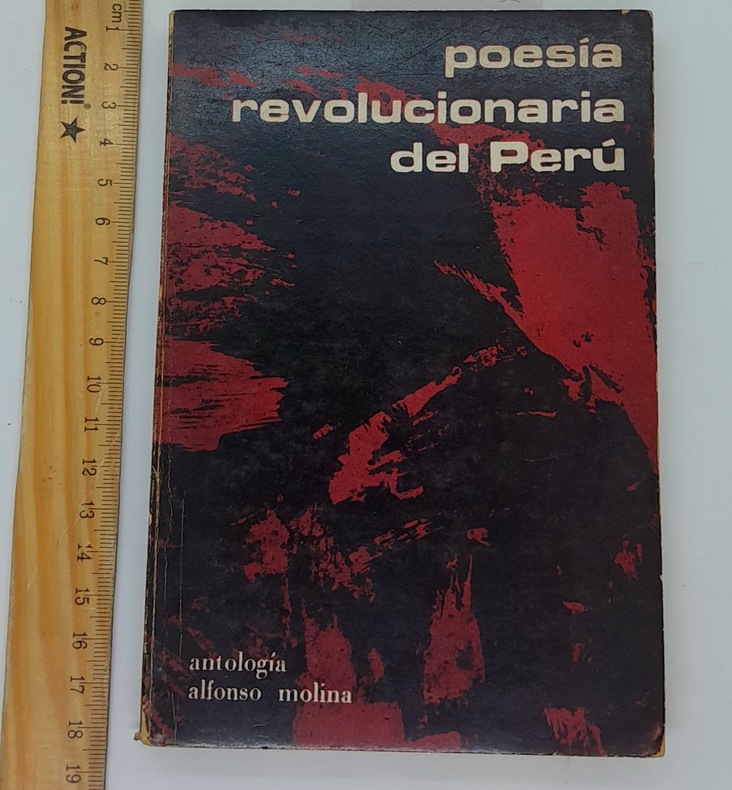 poesía
revolucionaria
del Perú
antología
alfonso molina
ACTION!
cm
1
2
3
4
5
6
7
8
9
10
11
12
13
14
15
16
17
18
19